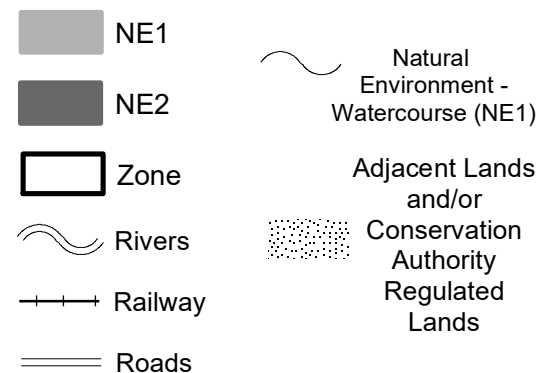 NE1
NE2
Zone
Rivers
Railway
Roads
Natural
Environment -
Watercourse (NE1)
Adjacent Lands
and/or
Conservation
Authority
Regulated
Lands